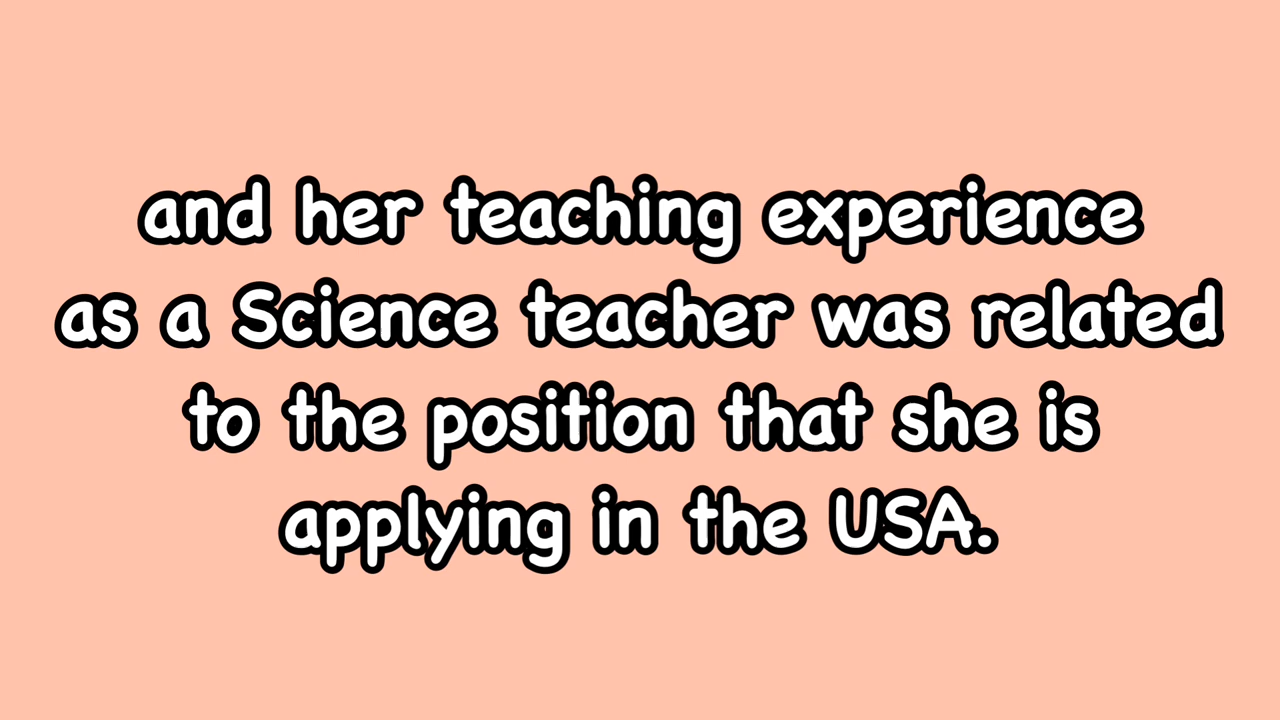 and her teaching experience
as a Science teacher was related
to the position that she is
applying in the USA.